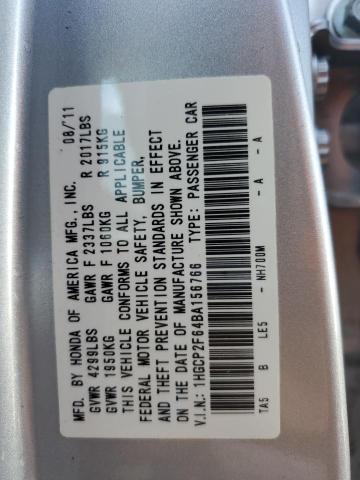 MFD. BY HONDA OF AMERICA MFG., INC. 08/11
GVWR 4299LBS GAWR F 2337LBS R 2017LBS
GVWR 1950KG GAWR F 1060KG R 915KG
THIS VEHICLE CONFORMS TO ALL APPLICABLE
FEDERAL MOTOR VEHICLE SAFETY, BUMPER,
AND THEFT PREVENTION STANDARDS IN EFFECT
ON THE DATE OF MANUFACTURE SHOWN ABOVE.
V.I.N.: 1HGCP2F64BA156766 TYPE: PASSENGER CAR
TA5 B LE5 - NH700M - A - A